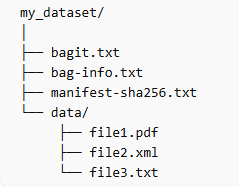 my_dataset/
│
├── bagit.txt
├── bag-info.txt
├── manifest-sha256.txt
└── data/
    ├── file1.pdf
    ├── file2.xml
    └── file3.txt